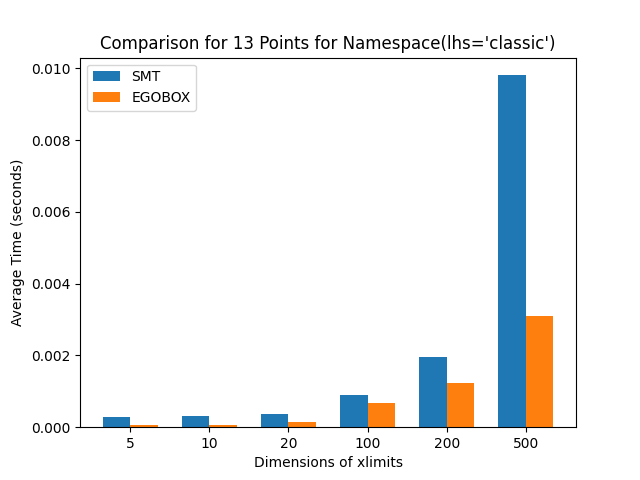 Comparison for 13 Points for Namespace(lhs='classic')
SMT
EGOBOX
Average Time (seconds)
0.010
0.008
0.006
0.004
0.002
0.000
5 10 20 100 200 500
Dimensions of xlimits